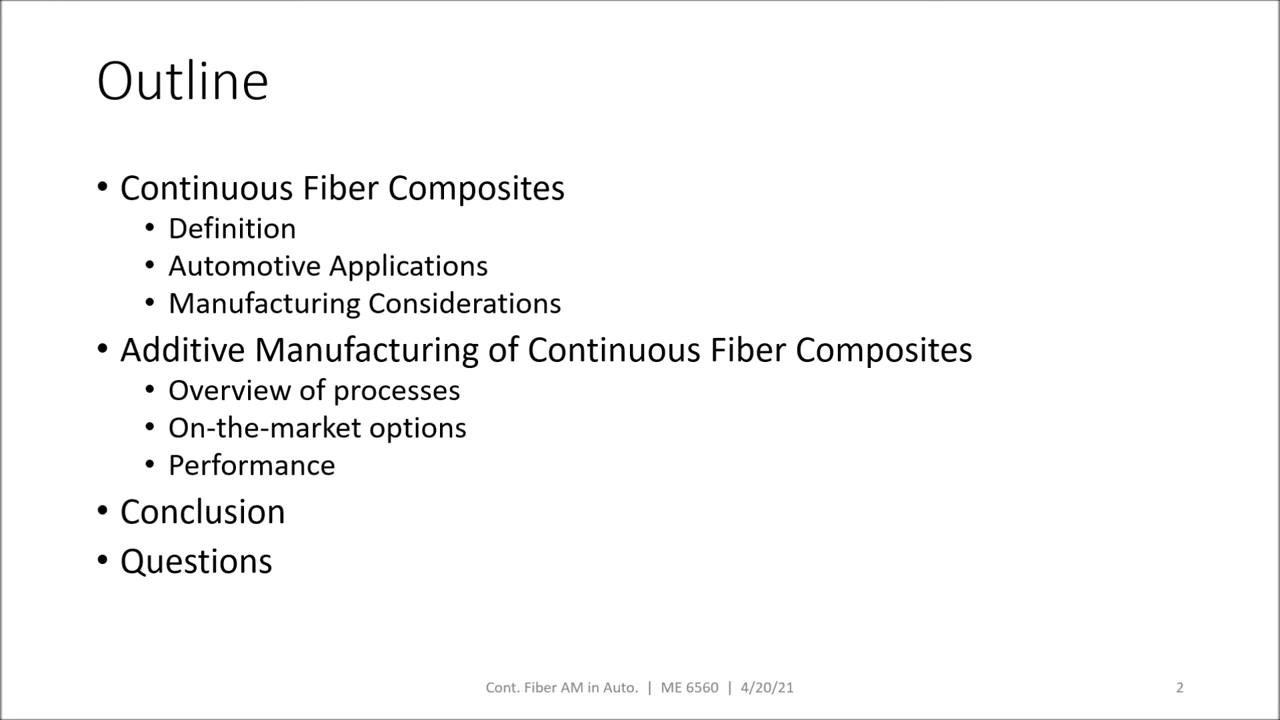 Outline
• Continuous Fiber Composites
• Definition
• Automotive Applications
• Manufacturing Considerations
• Additive Manufacturing of Continuous Fiber Composites
• Overview of processes
• On-the-market options
• Performance
• Conclusion
• Questions
Cont. Fiber AM in Auto. | ME 6560 | 4/20/21
2